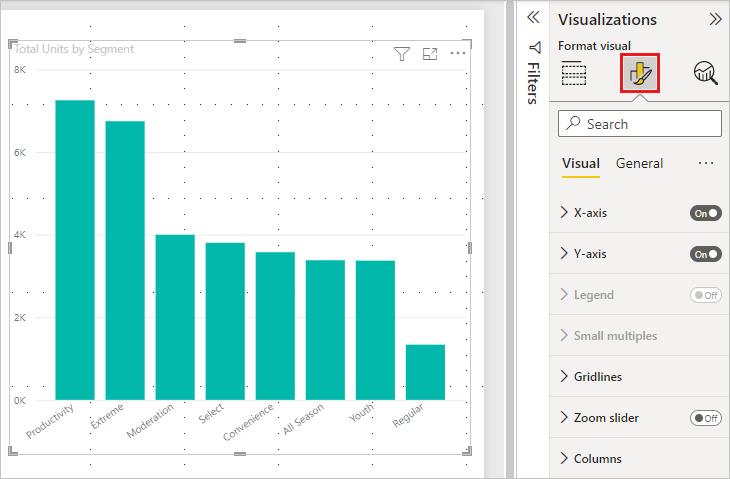 Total Units by Segment
8K
6K
4K
2K
0K
Productivity
Extreme
Moderation
Select
Convenience
All Season
Youth
Regular
Filters
Visualizations
Format visual
Search
Visual General
X-axis On
Y-axis On
Legend Off
Small multiples
Gridlines
Zoom slider Off
Columns